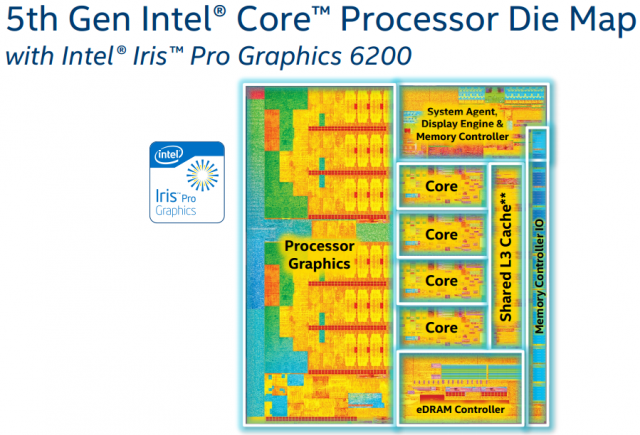 5th Gen Intel® Core™ Processor Die Map
with Intel® Iris™ Pro Graphics 6200
intel
Iris™ Pro
Graphics
System Agent,
Display Engine &
Memory Controller
Core
Core
Core
Core
Processor
Graphics
Shared L3 Cache**
Memory Controller IO
eDRAM Controller